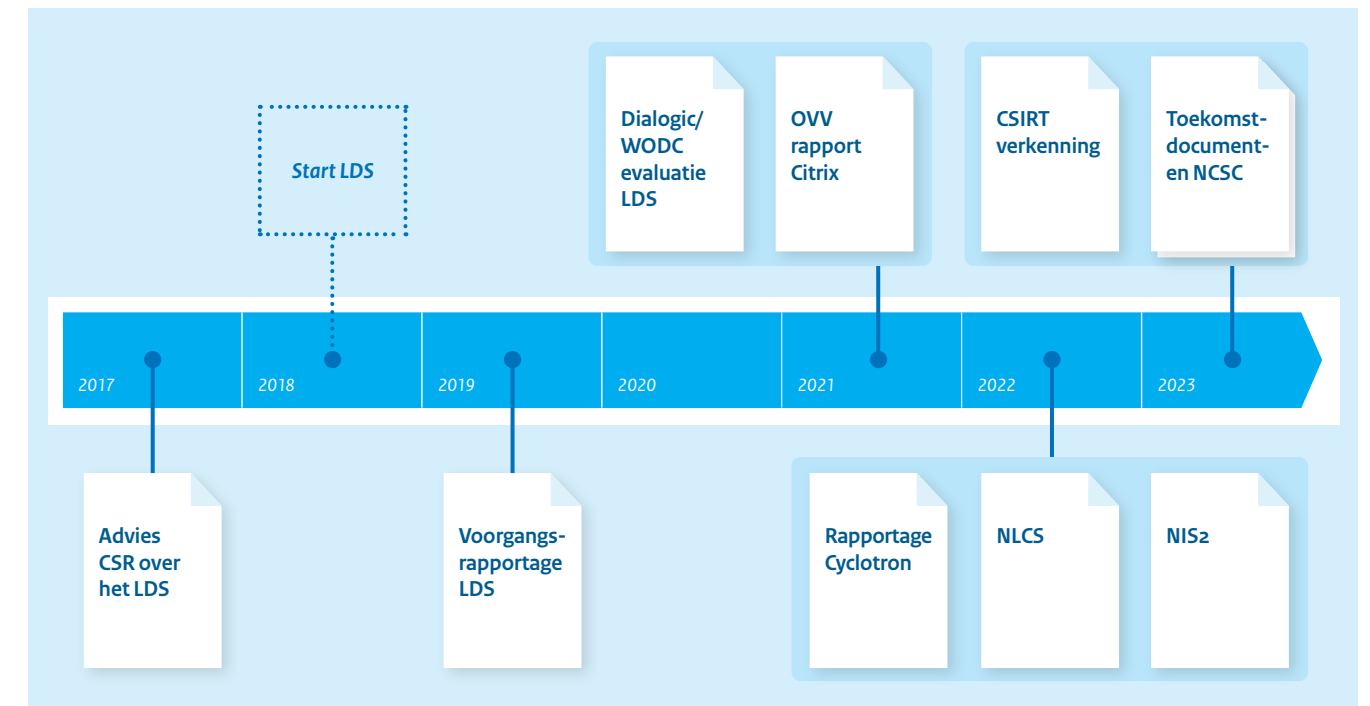 Start LDS
Dialogic/
WODC
evaluatie
LDS
OVV
rapport
Citrix
CSIRT
verkenning
Toekomst-
document-
en NCSC
2017
2018
2019
2020
2021
2022
2023
Advies
CSR over
het LDS
Voorgangs-
rapportage
LDS
Rapportage
Cyclotron
NLCS
NIS2